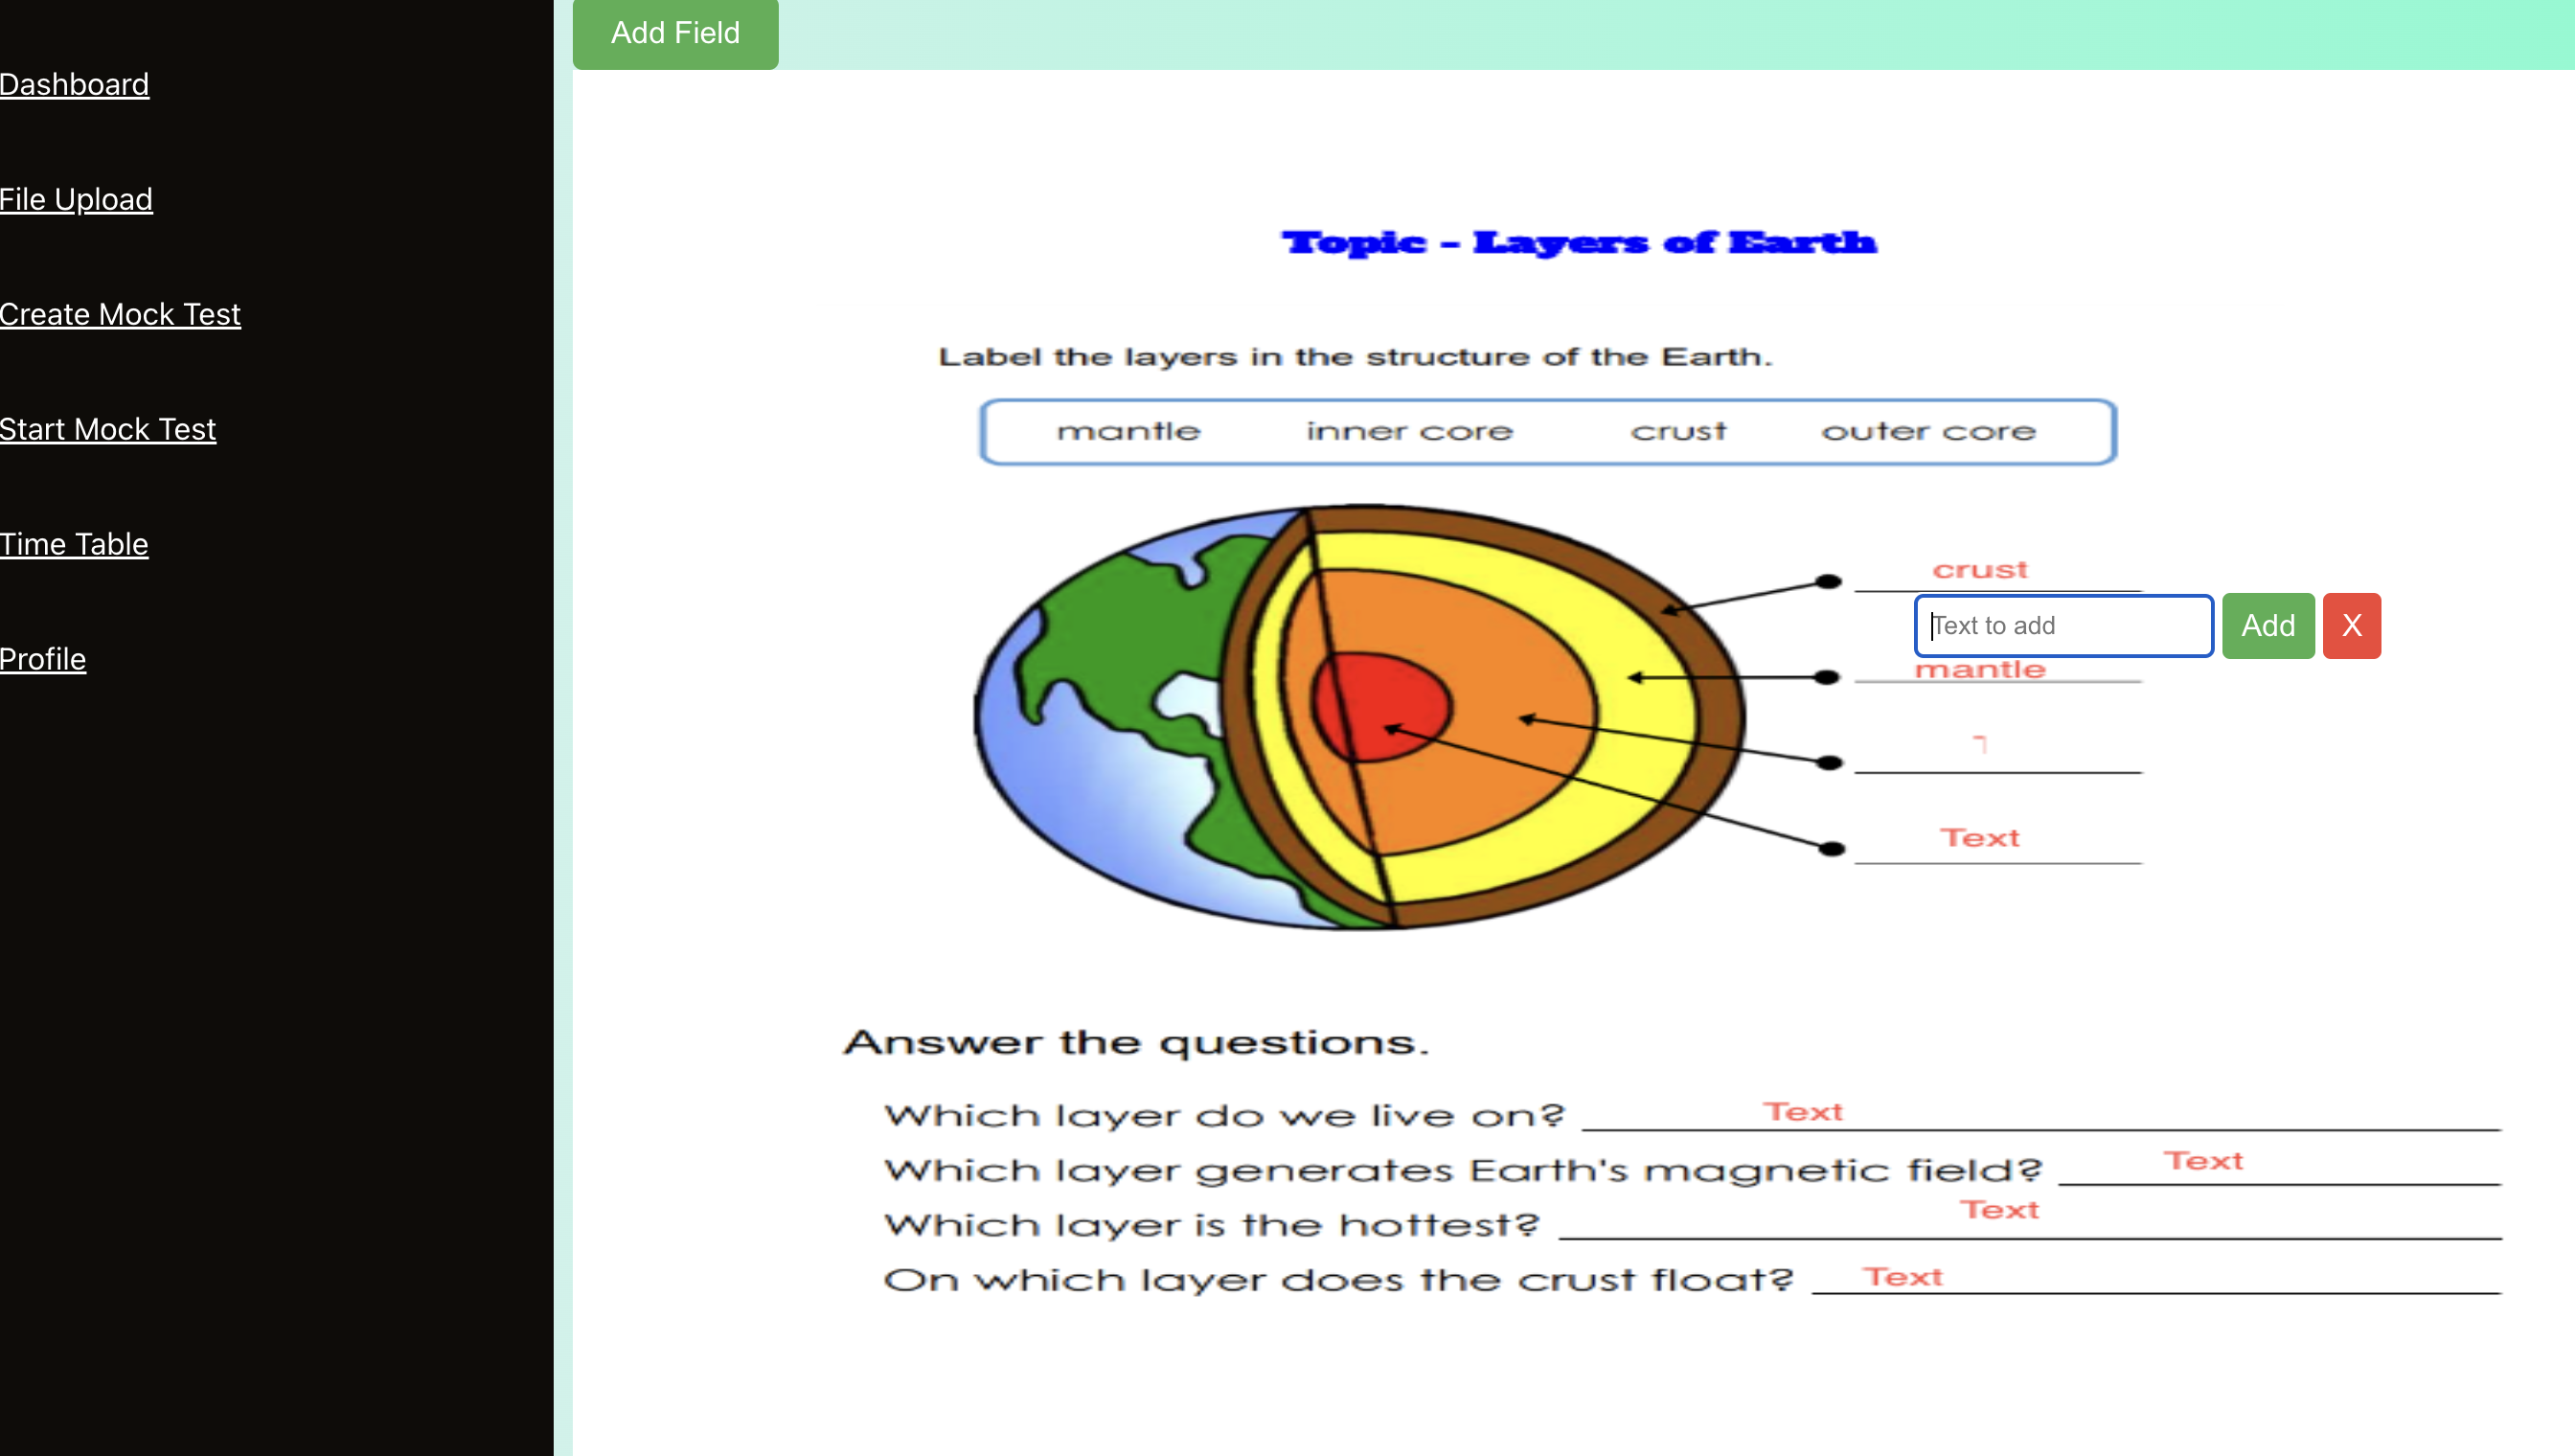 Add Field
Dashboard
File Upload
Create Mock Test
Start Mock Test
Time Table
Profile
Topic - Layers of Earth
Label the layers in the structure of the Earth.
mantle inner core crust outer core
crust
Text to add Add X
mantle
Text
Answer the questions.
Which layer do we live on? Text
Which layer generates Earth's magnetic field? Text
Which layer is the hottest? Text
On which layer does the crust float? Text